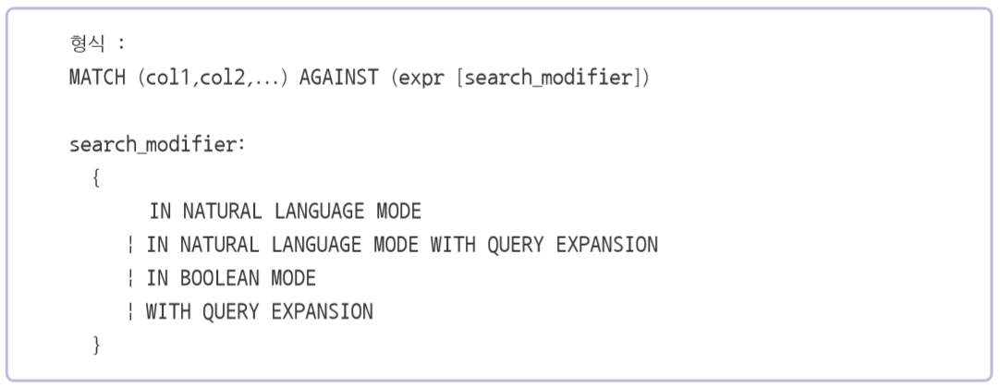 형식 :
MATCH (col1,col2,...) AGAINST (expr [search_modifier])
search_modifier:
{
IN NATURAL LANGUAGE MODE
¦ IN NATURAL LANGUAGE MODE WITH QUERY EXPANSION
¦ IN BOOLEAN MODE
¦ WITH QUERY EXPANSION
}